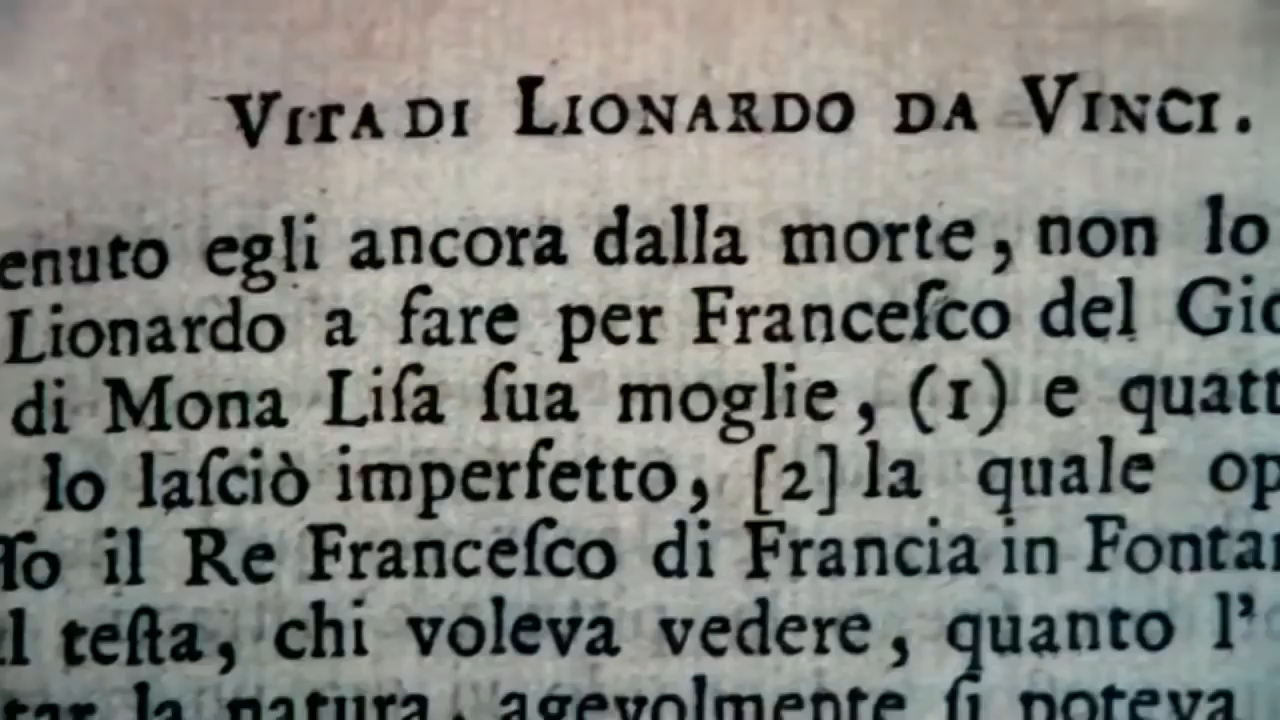 VITA DI LIONARDO DA VINCI.
enuto egli ancora dalla morte, non lo
Lionardo a fare per Franceſco del Gio
di Mona Liſa ſua moglie, (1) e quatt
lo laſciò imperfetto, [2] la quale op
ſſo il Re Franceſco di Francia in Fontan
l teſta, chi voleva vedere, quanto l'
tar la natura, agevolmente ſi poteva